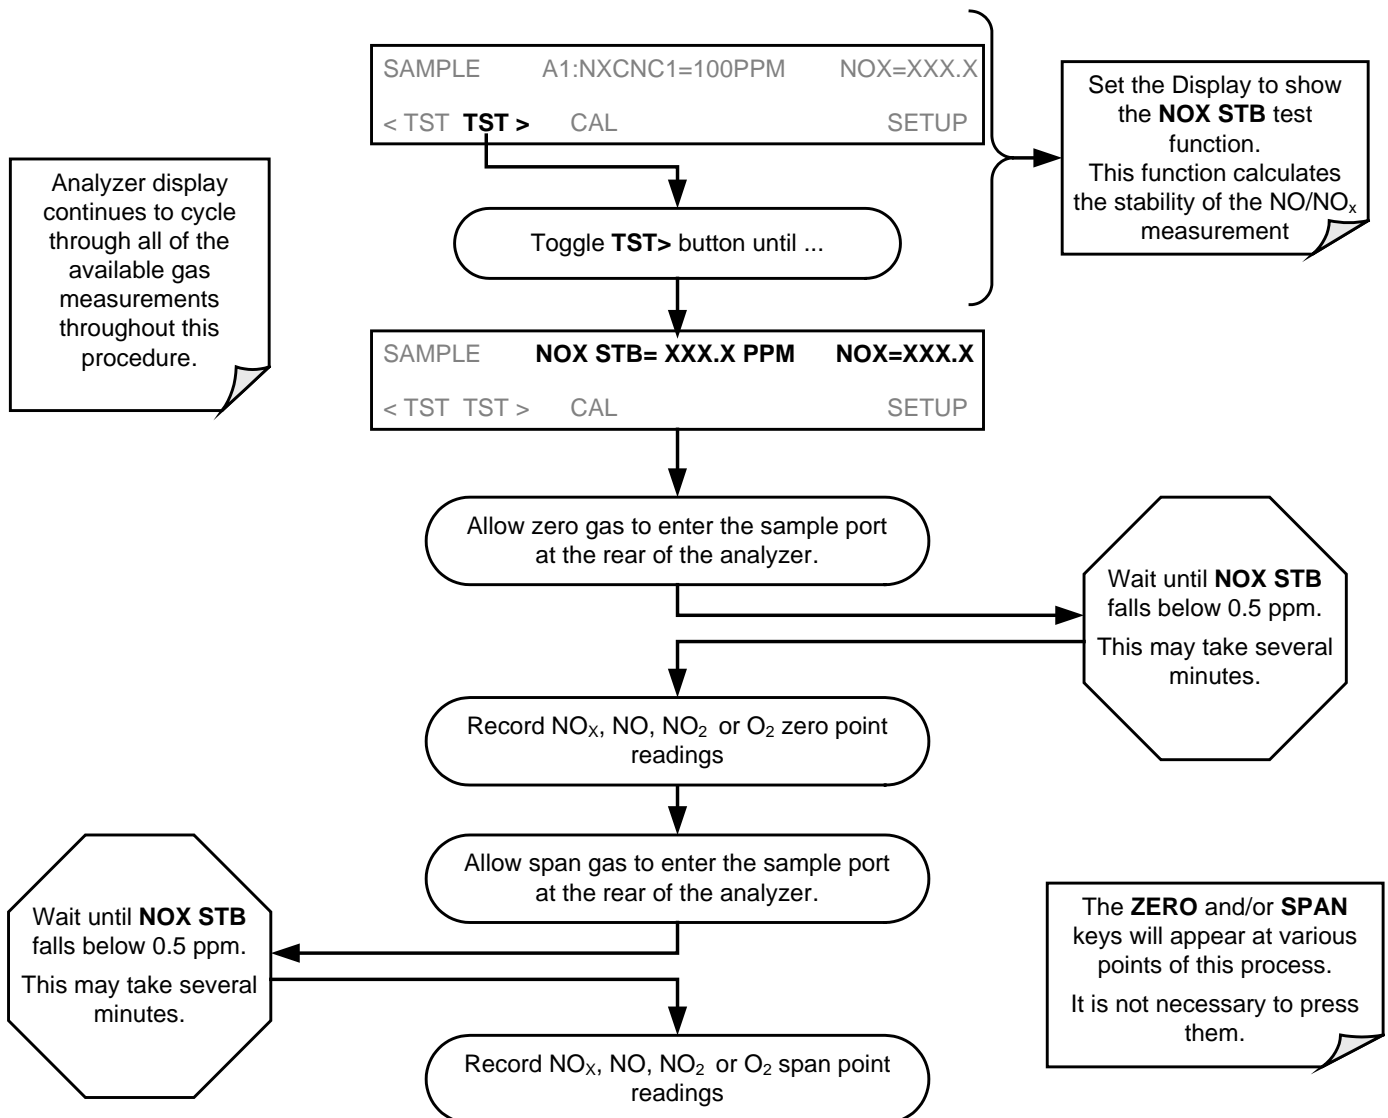 SAMPLE A1:NXCNC1=100PPM NOX=XXX.X
< TST TST > CAL SETUP
Set the Display to show
the NOX STB test
function.
This function calculates
the stability of the NO/NOx
measurement
Analyzer display
continues to cycle
through all of the
available gas
measurements
throughout this
procedure.
Toggle TST> button until ...
SAMPLE NOX STB= XXX.X PPM NOX=XXX.X
< TST TST > CAL SETUP
Allow zero gas to enter the sample port
at the rear of the analyzer.
Wait until NOX STB
falls below 0.5 ppm.
This may take several
minutes.
Record NOX, NO, NO2 or O2 zero point
readings
Allow span gas to enter the sample port
at the rear of the analyzer.
Wait until NOX STB
falls below 0.5 ppm.
This may take several
minutes.
The ZERO and/or SPAN
keys will appear at various
points of this process.
It is not necessary to press
them.
Record NOX, NO, NO2 or O2 span point
readings